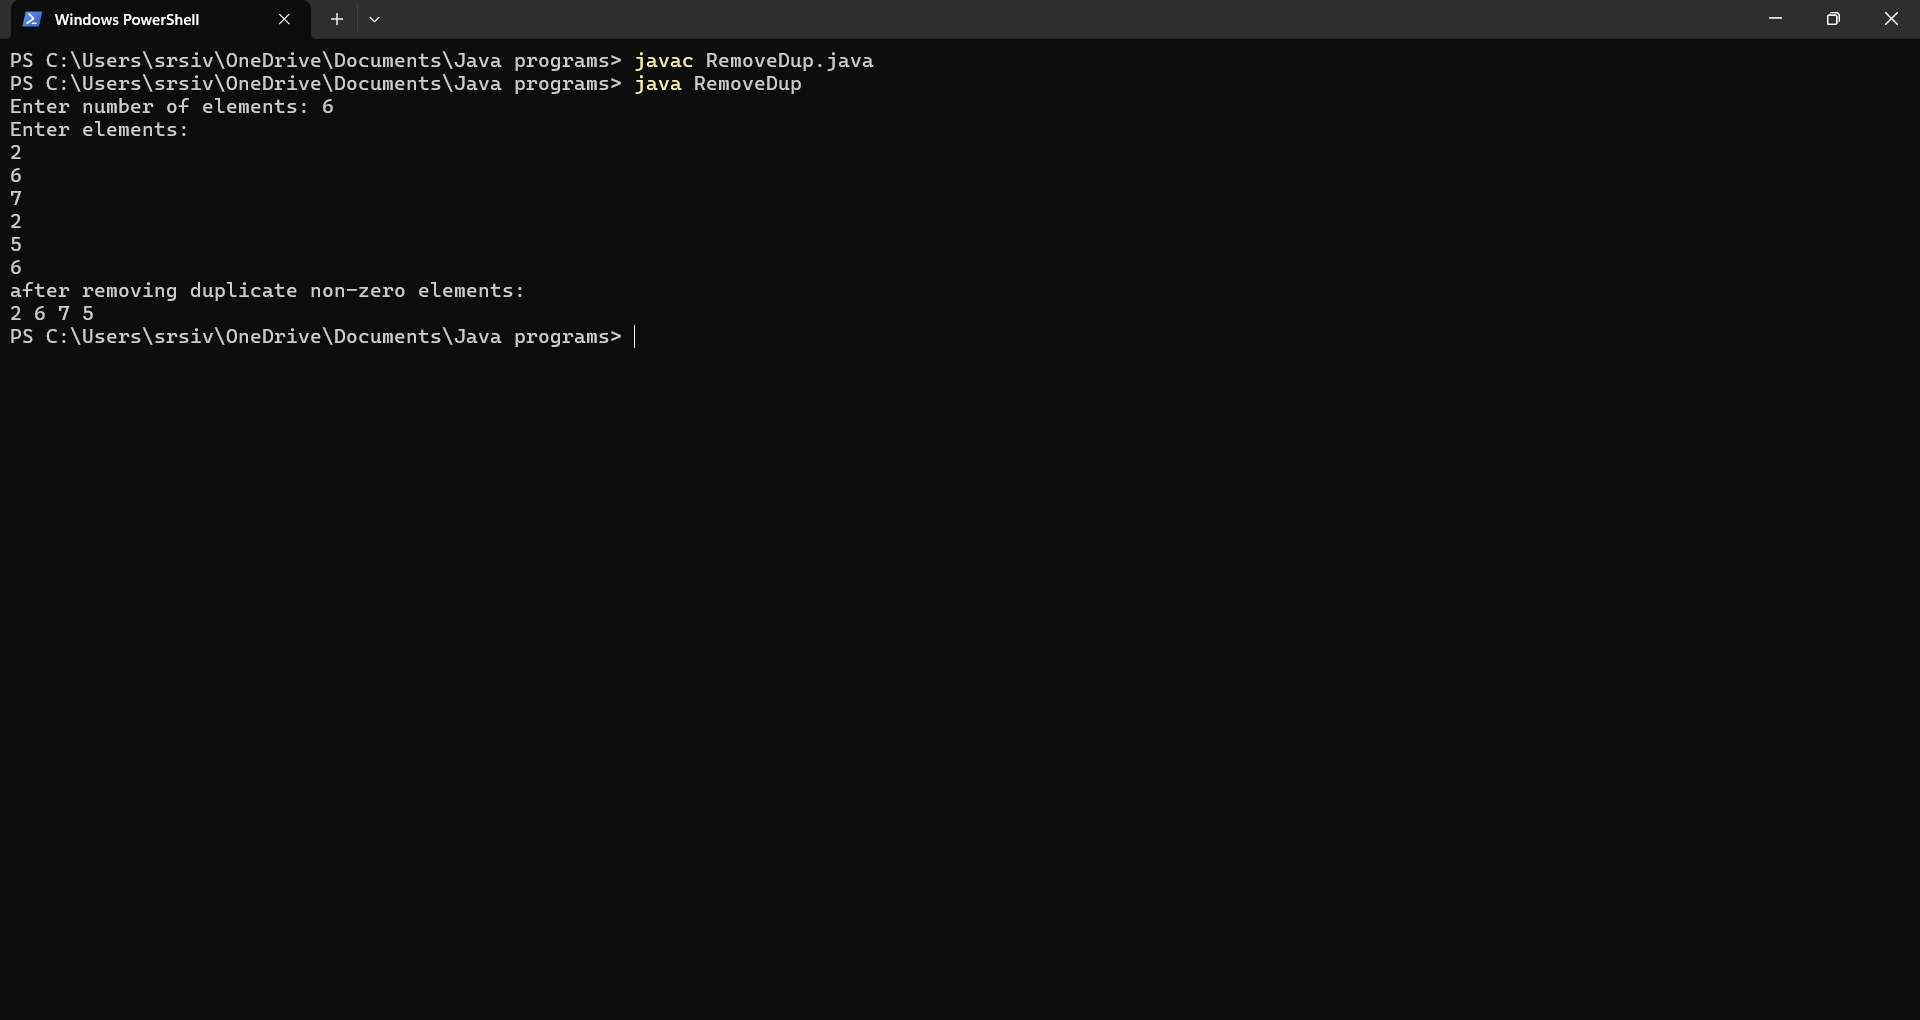 Windows PowerShell
PS C:\Users\srsiv\OneDrive\Documents\Java programs> javac RemoveDup.java
PS C:\Users\srsiv\OneDrive\Documents\Java programs> java RemoveDup
Enter number of elements: 6
Enter elements:
2
6
7
2
5
6
after removing duplicate non-zero elements:
2 6 7 5
PS C:\Users\srsiv\OneDrive\Documents\Java programs>